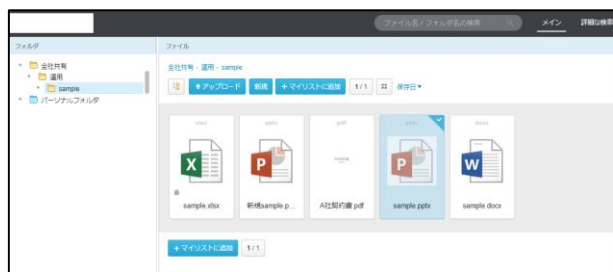 ファイル名 / フォルダ名の検索
メイン
詳細な検索
フォルダ
ファイル
会社共有
運用
sample
パーソナルフォルダ
会社共有 - 運用 - sample
アップロード
新規
+マイリストに追加
1 / 1
保存日▼
xlsx
pptx
pdf
pptx
docx
X
P
P
W
sample.xlsx
新規sample.p...
A社契約書.pdf
sample.pptx
sample.docx
+マイリストに追加
1 / 1